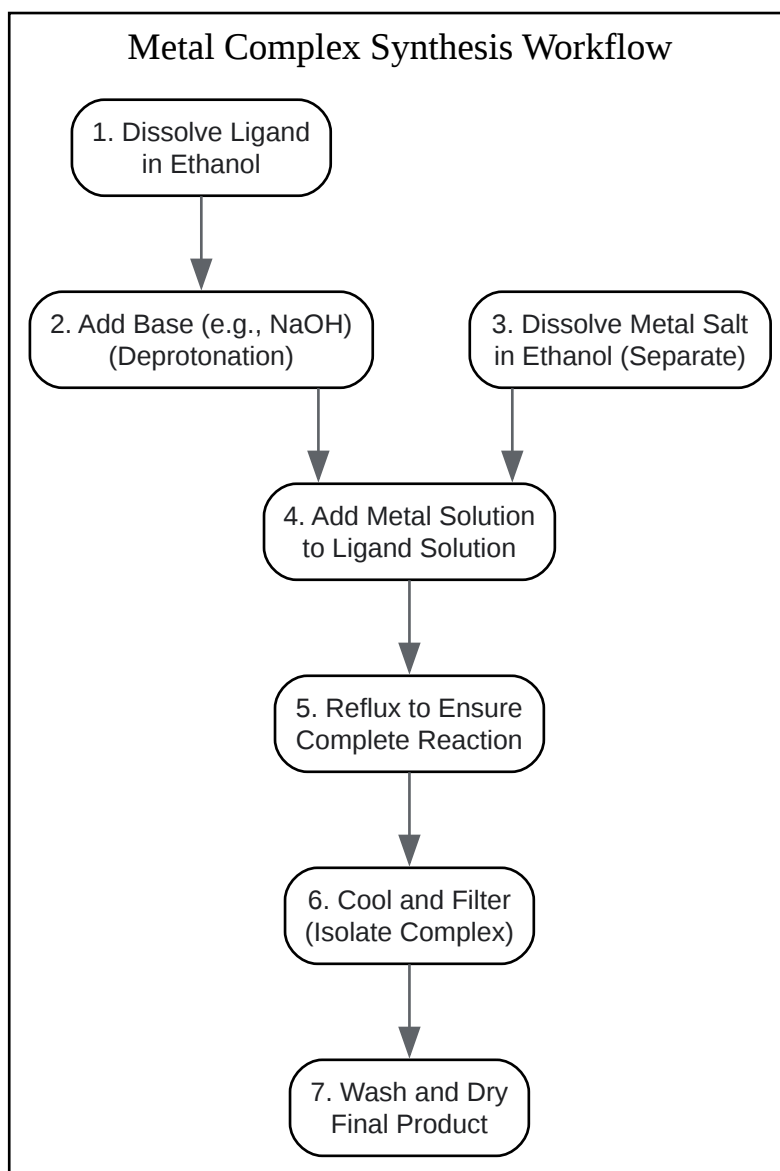 Metal Complex Synthesis Workflow
1. Dissolve Ligand
in Ethanol
2. Add Base (e.g., NaOH)
(Deprotonation)
3. Dissolve Metal Salt
in Ethanol (Separate)
4. Add Metal Solution
to Ligand Solution
5. Reflux to Ensure
Complete Reaction
6. Cool and Filter
(Isolate Complex)
7. Wash and Dry
Final Product